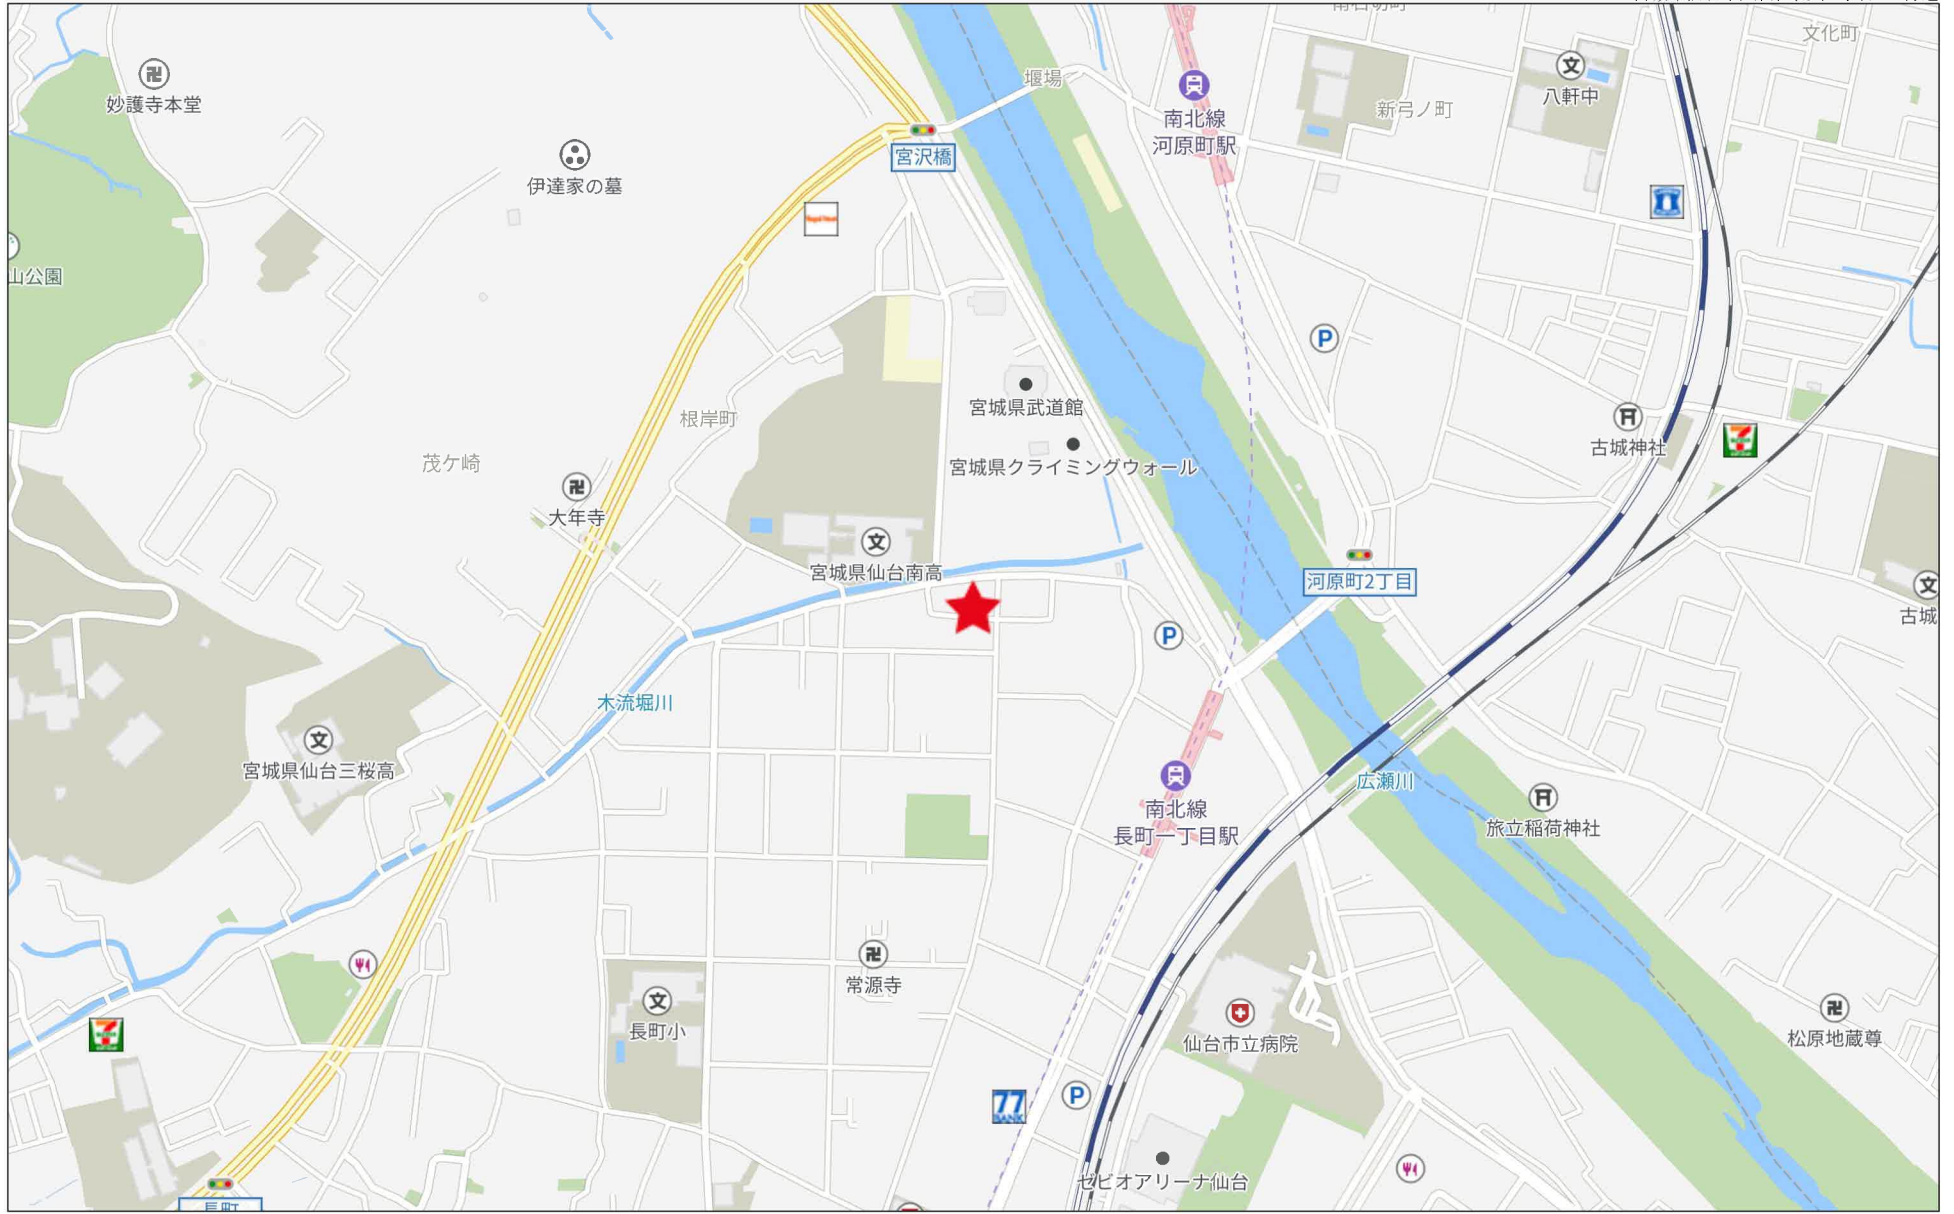 文化町
妙護寺本堂
伊達家の墓
宮沢橋
堰場
南北線
河原町駅
新弓ノ町
八軒中
山公園
P
根岸町
茂ケ崎
大年寺
宮城県武道館
宮城県クライミングウォール
宮城県仙台南高
古城神社
河原町2丁目
古城
P
木流堀川
宮城県仙台三桜高
南北線
長町一丁目駅
広瀬川
旅立稲荷神社
常源寺
長町小
仙台市立病院
松原地蔵尊
77
BANK
P
ゼビオアリーナ仙台
長町